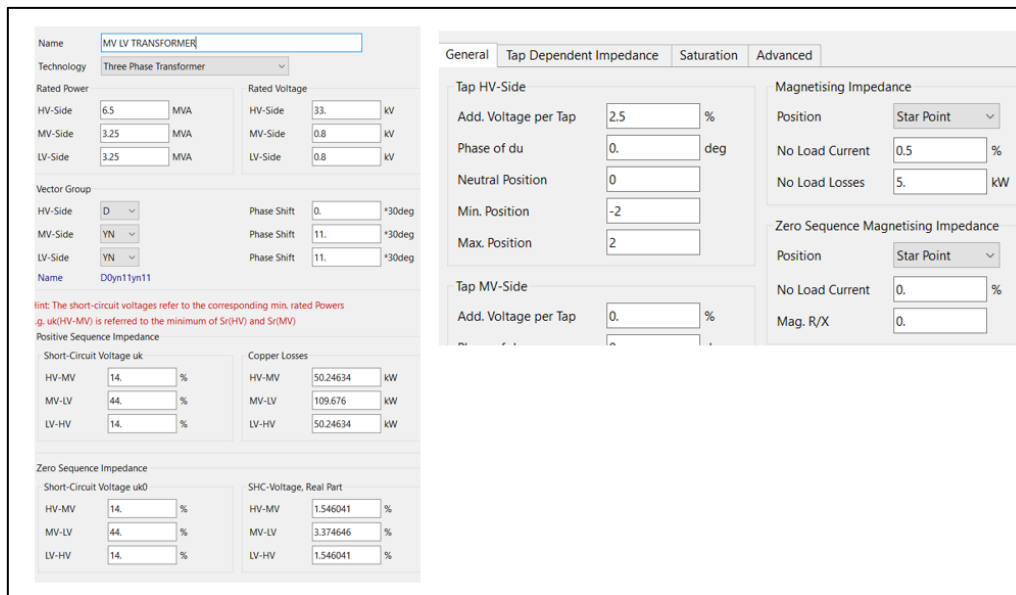 Name MV LV TRANSFORMER
Technology Three Phase Transformer
Rated Power Rated Voltage
HV-Side 6.5 MVA HV-Side 33. kV
MV-Side 3.25 MVA MV-Side 0.8 kV
LV-Side 3.25 MVA LV-Side 0.8 kV
Vector Group
HV-Side D Phase Shift 0. *30deg
MV-Side YN Phase Shift 11. *30deg
LV-Side YN Phase Shift 11. *30deg
Name D0yn11yn11
Hint: The short-circuit voltages refer to the corresponding min. rated Powers
.g. uk(HV-MV) is referred to the minimum of Sr(HV) and Sr(MV)
Positive Sequence Impedance
Short-Circuit Voltage uk Copper Losses
HV-MV 14. % HV-MV 50.24634 kW
MV-LV 44. % MV-LV 109.676 kW
LV-HV 14. % LV-HV 50.24634 kW
Zero Sequence Impedance
Short-Circuit Voltage uk0 SHC-Voltage, Real Part
HV-MV 14. % HV-MV 1.546041 %
MV-LV 44. % MV-LV 3.374646 %
LV-HV 14. % LV-HV 1.546041 %
General Tap Dependent Impedance Saturation Advanced
Tap HV-Side
Add. Voltage per Tap 2.5 %
Phase of du 0. deg
Neutral Position 0
Min. Position -2
Max. Position 2
Tap MV-Side
Add. Voltage per Tap 0. %
Magnetising Impedance
Position Star Point
No Load Current 0.5 %
No Load Losses 5. kW
Zero Sequence Magnetising Impedance
Position Star Point
No Load Current 0. %
Mag. R/X 0.